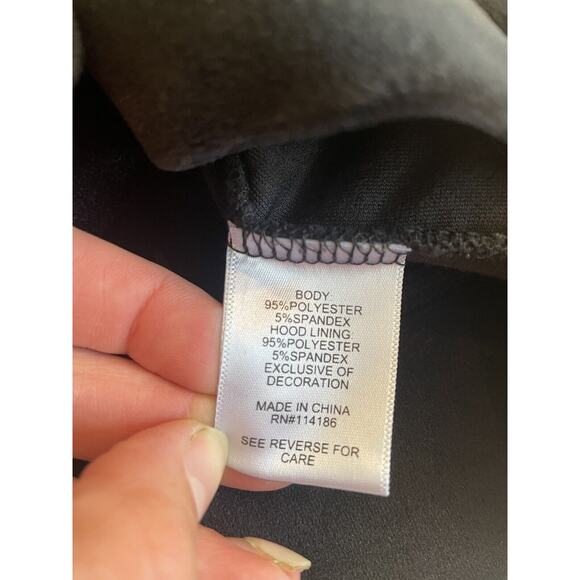 BODY:
95%POLYESTER
5%SPANDEX
HOOD LINING
95%POLYESTER
5%SPANDEX
EXCLUSIVE OF
DECORATION
MADE IN CHINA
RN#114186
SEE REVERSE FOR
CARE